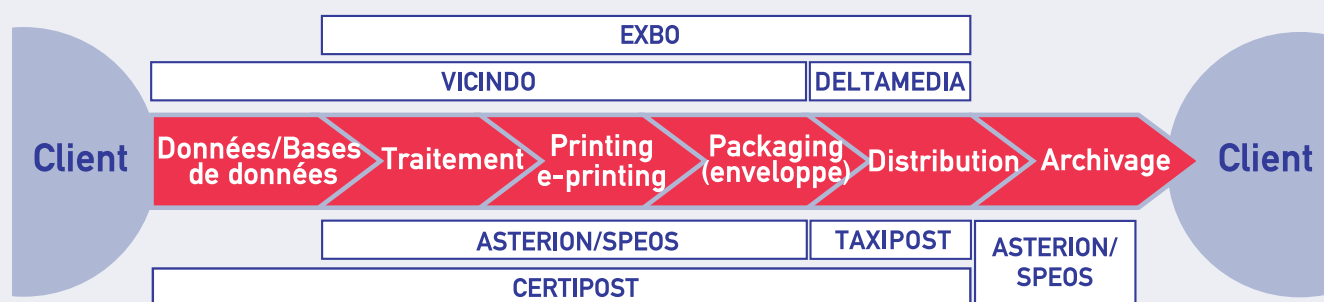 EXBO
VICINDO
DELTAMEDIA
Client
Données/Bases
de données
Traitement
Printing
e-printing
Packaging
(enveloppe)
Distribution
Archivage
Client
ASTERION/SPEOS
TAXIPOST
ASTERION/
SPEOS
CERTIPOST